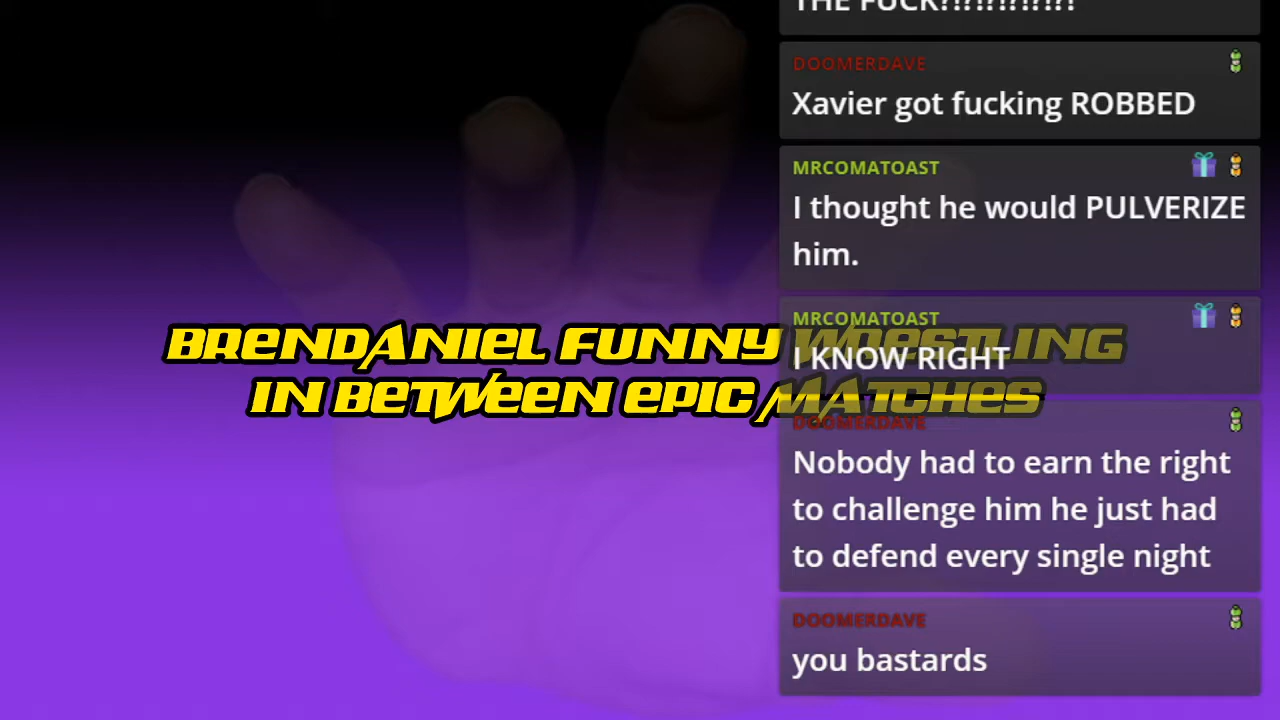 THE FUCK?!?!?!?!?!?!
DOOMERDAVE
Xavier got fucking ROBBED
MRCOMATOAST
I thought he would PULVERIZE
him.
MRCOMATOAST
I KNOW RIGHT
BRENDANIEL FUNNY WRESTLING
IN BETWEEN EPIC MATCHES
DOOMERDAVE
Nobody had to earn the right
to challenge him he just had
to defend every single night
DOOMERDAVE
you bastards